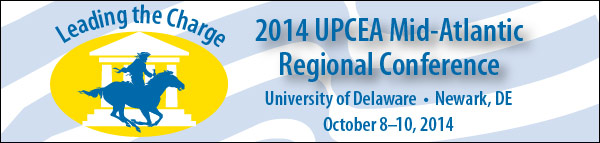 Leading the Charge
2014 UPCEA Mid-Atlantic
Regional Conference
University of Delaware • Newark, DE
October 8–10, 2014